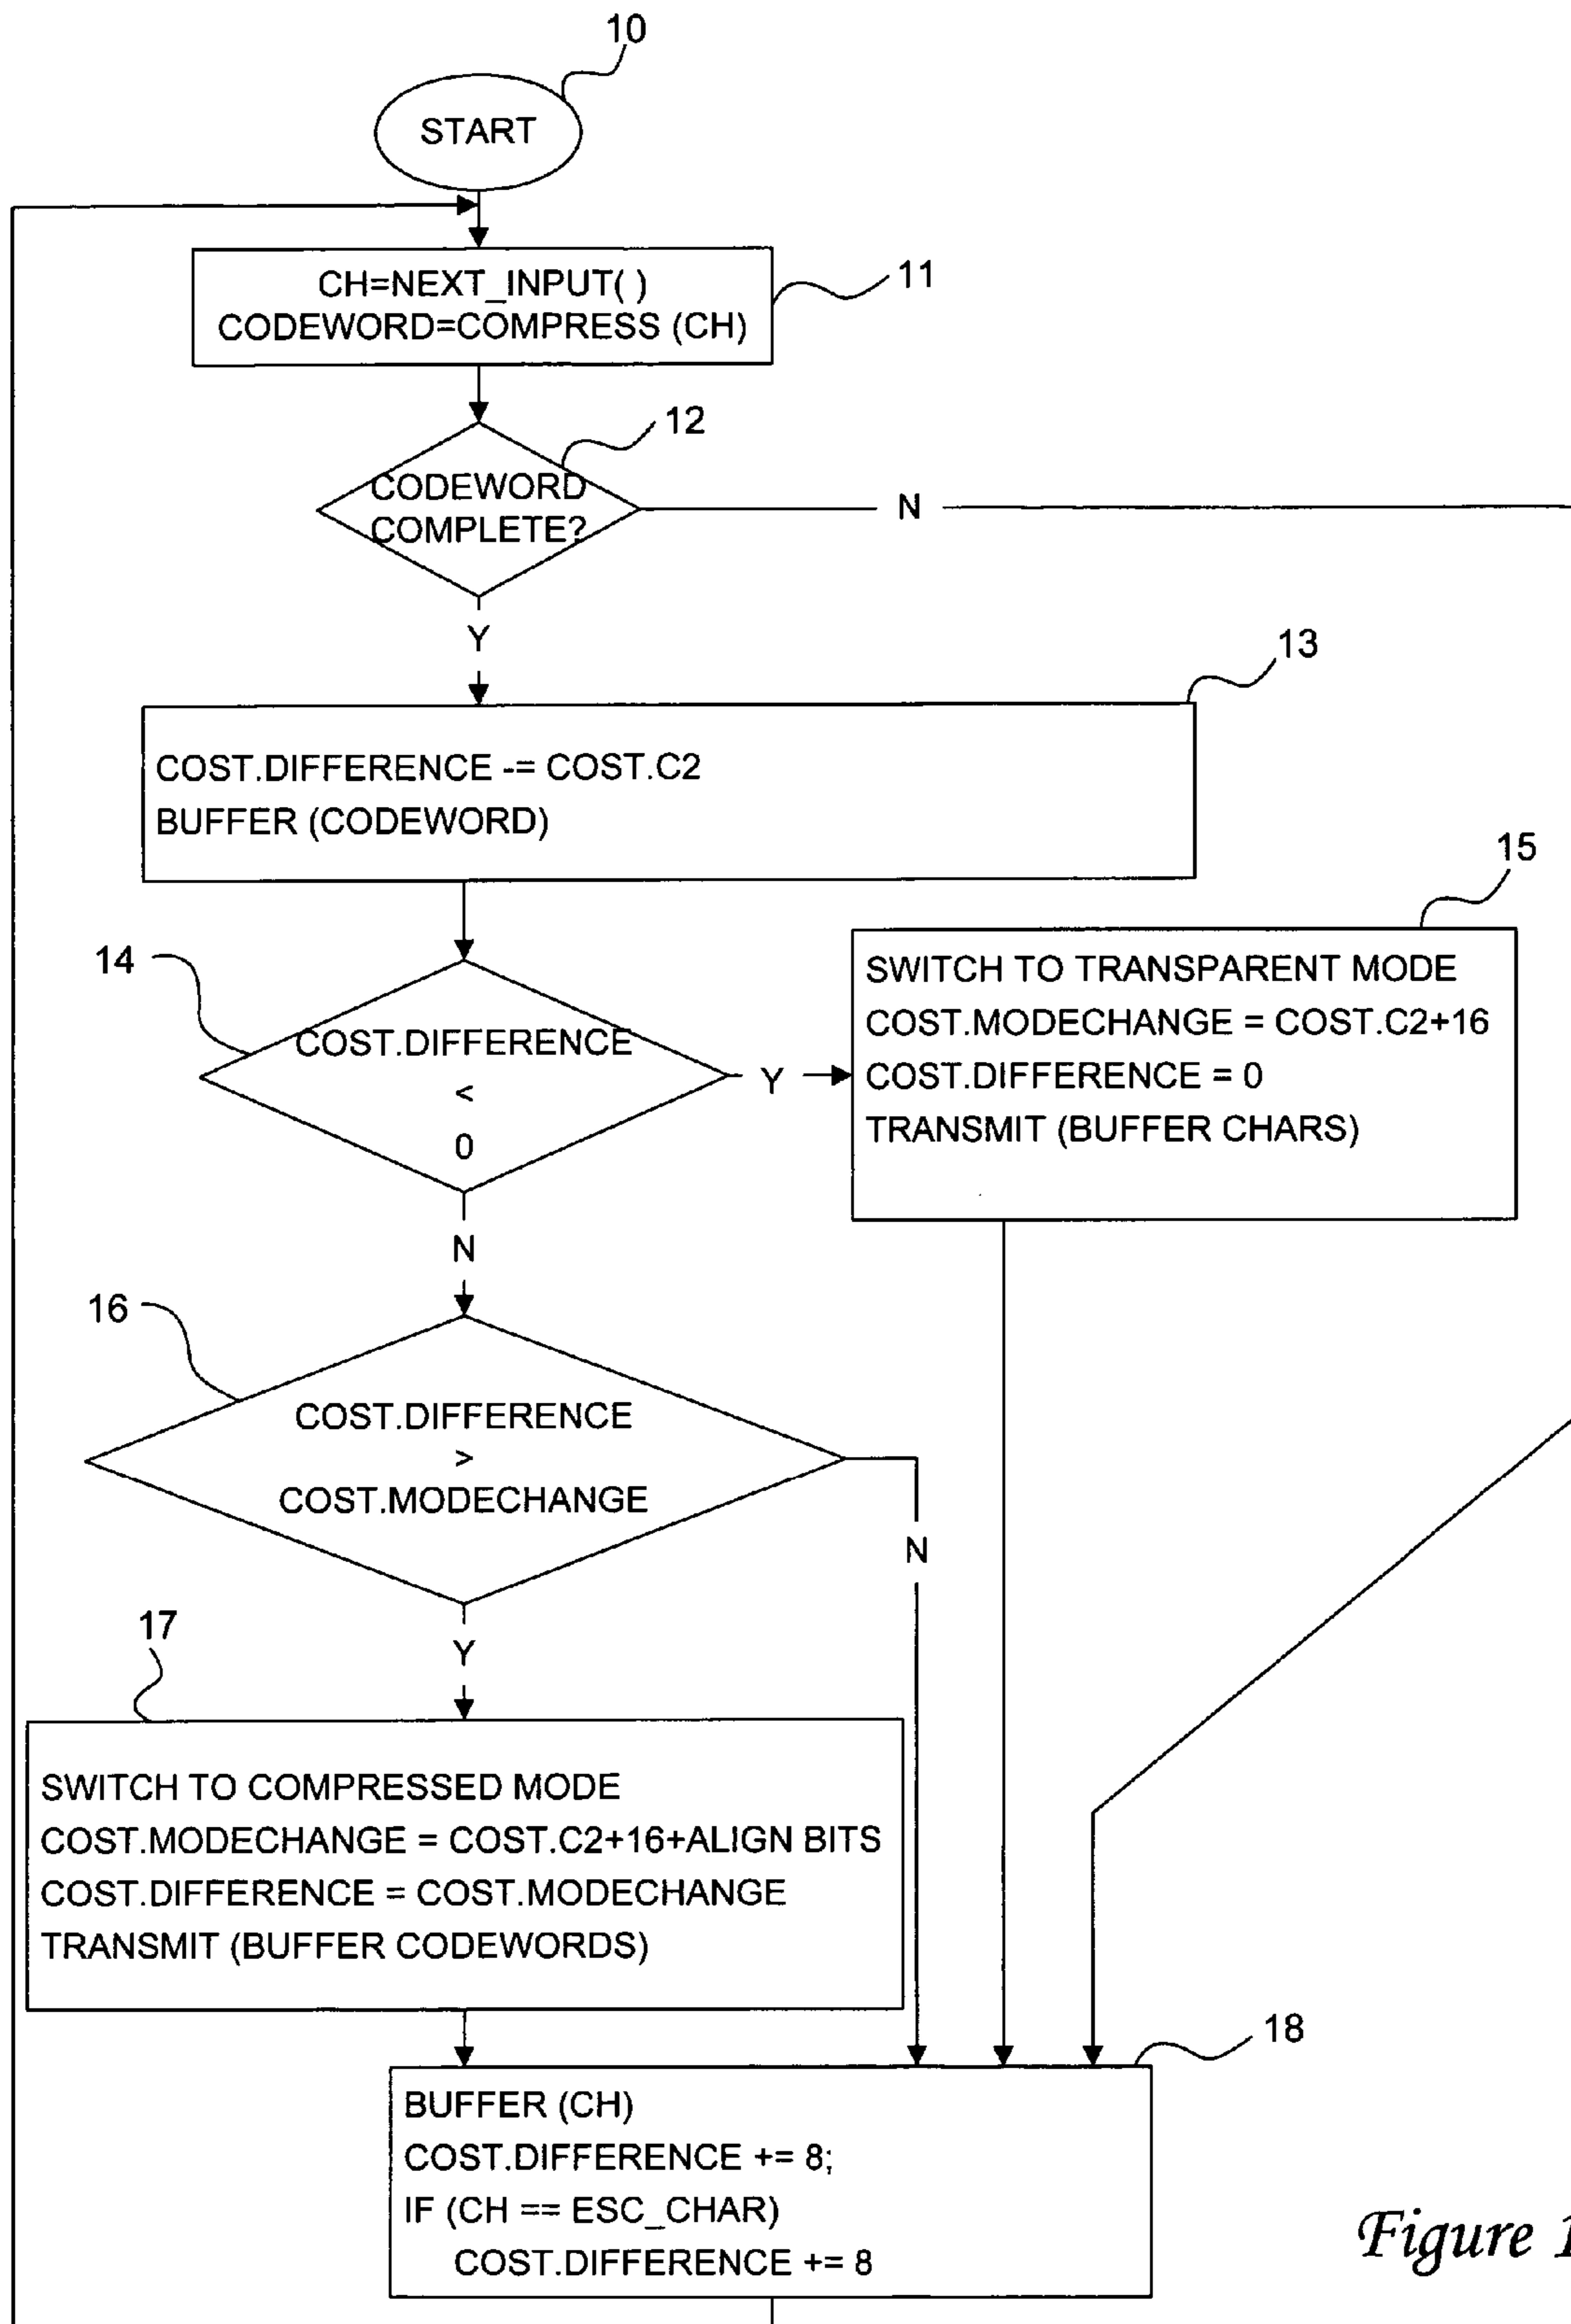 10
START
CH=NEXT_INPUT( )
CODEWORD=COMPRESS (CH)
11
12
CODEWORD
COMPLETE?
N
Y
13
COST.DIFFERENCE -= COST.C2
BUFFER (CODEWORD)
15
14
COST.DIFFERENCE
<
0
Y
SWITCH TO TRANSPARENT MODE
COST.MODECHANGE = COST.C2+16
COST.DIFFERENCE = 0
TRANSMIT (BUFFER CHARS)
N
16
COST.DIFFERENCE
>
COST.MODECHANGE
N
Y
17
SWITCH TO COMPRESSED MODE
COST.MODECHANGE = COST.C2+16+ALIGN BITS
COST.DIFFERENCE = COST.MODECHANGE
TRANSMIT (BUFFER CODEWORDS)
18
BUFFER (CH)
COST.DIFFERENCE += 8;
IF (CH == ESC_CHAR)
COST.DIFFERENCE += 8
Figure 1